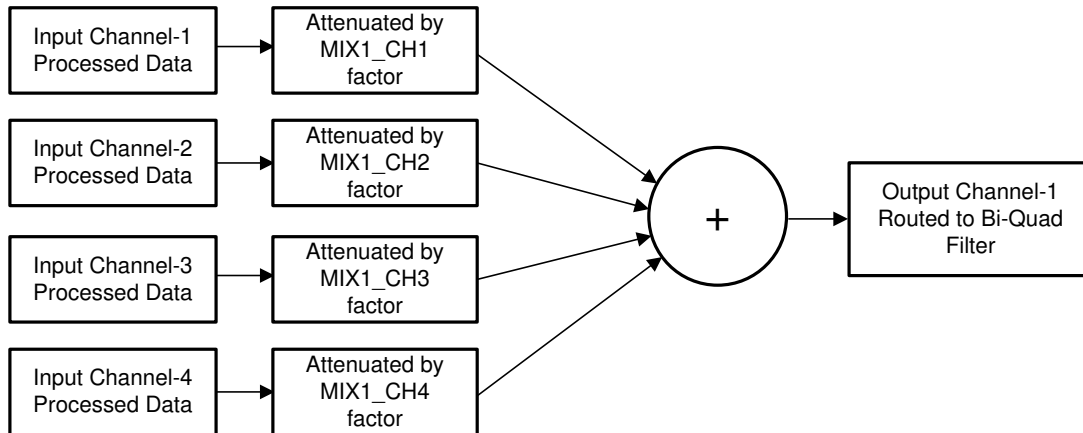 Input Channel-1
Processed Data
Attenuated by
MIX1_CH1
factor
Input Channel-2
Processed Data
Attenuated by
MIX1_CH2
factor
Input Channel-3
Processed Data
Attenuated by
MIX1_CH3
factor
Input Channel-4
Processed Data
Attenuated by
MIX1_CH4
factor
+
Output Channel-1
Routed to Bi-Quad
Filter